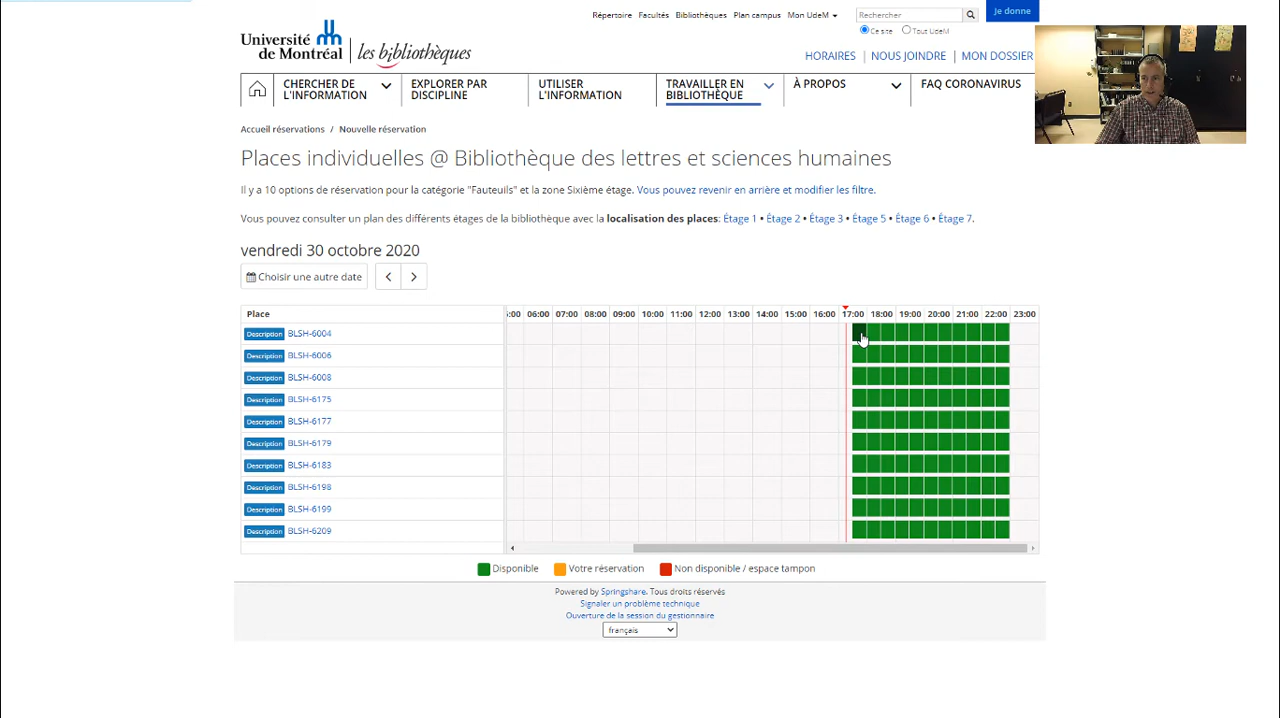 Répertoire Facultés Bibliothèques Plan campus Mon UdeM Rechercher Je donne
Ce site Tout UdeM
Université de Montréal les bibliothèques
HORAIRES | NOUS JOINDRE | MON DOSSIER
CHERCHER DE L'INFORMATION
EXPLORER PAR DISCIPLINE
UTILISER L'INFORMATION
TRAVAILLER EN BIBLIOTHÈQUE
À PROPOS
FAQ CORONAVIRUS
Accueil réservations / Nouvelle réservation
Places individuelles @ Bibliothèque des lettres et sciences humaines
Il y a 10 options de réservation pour la catégorie "Fauteuils" et la zone Sixième étage. Vous pouvez revenir en arrière et modifier les filtre.
Vous pouvez consulter un plan des différents étages de la bibliothèque avec la localisation des places: Étage 1 • Étage 2 • Étage 3 • Étage 5 • Étage 6 • Étage 7.
vendredi 30 octobre 2020
Choisir une autre date
Place :00 06:00 07:00 08:00 09:00 10:00 11:00 12:00 13:00 14:00 15:00 16:00 17:00 18:00 19:00 20:00 21:00 22:00 23:00
Description BLSH-6004
Description BLSH-6006
Description BLSH-6008
Description BLSH-6175
Description BLSH-6177
Description BLSH-6179
Description BLSH-6183
Description BLSH-6198
Description BLSH-6199
Description BLSH-6209
Disponible Votre réservation Non disponible / espace tampon
Powered by Springshare. Tous droits réservés
Signaler un problème technique
Ouverture de la session du gestionnaire
français